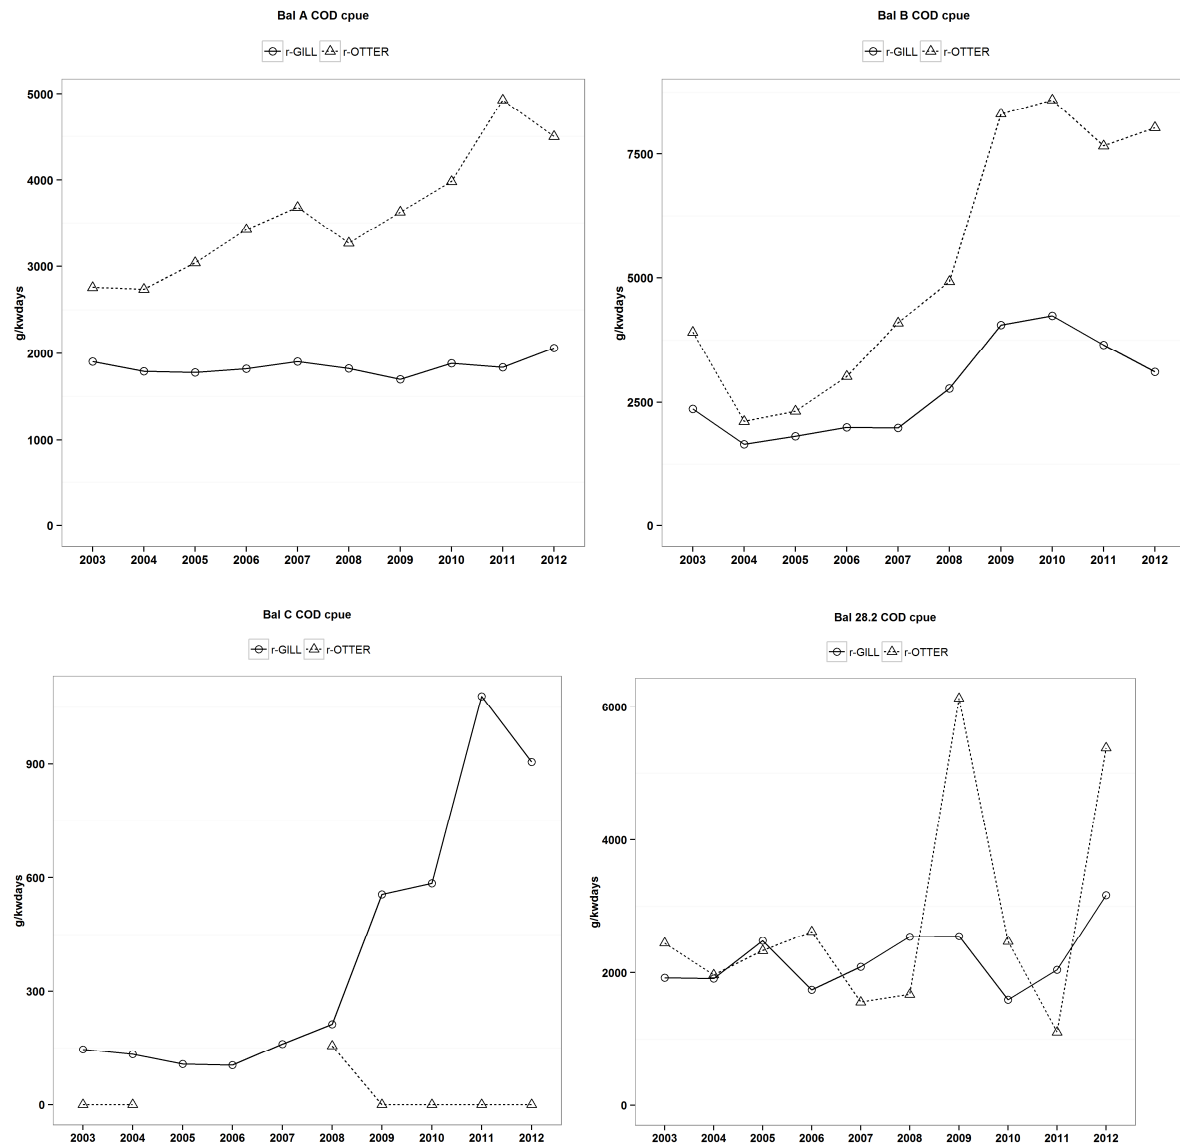 Bal A COD cpue
r-GILL r-OTTER
5000
4000
3000
2000
1000
0
g/kwdays
2003 2004 2005 2006 2007 2008 2009 2010 2011 2012
Bal B COD cpue
r-GILL r-OTTER
7500
5000
2500
0
g/kwdays
2003 2004 2005 2006 2007 2008 2009 2010 2011 2012
Bal C COD cpue
r-GILL r-OTTER
900
600
300
0
g/kwdays
2003 2004 2005 2006 2007 2008 2009 2010 2011 2012
Bal 28.2 COD cpue
r-GILL r-OTTER
6000
4000
2000
0
g/kwdays
2003 2004 2005 2006 2007 2008 2009 2010 2011 2012